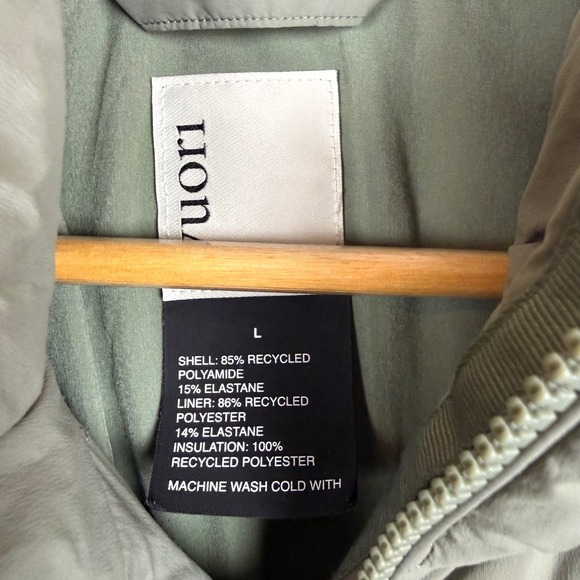 vuori
L
SHELL: 85% RECYCLED
POLYAMIDE
15% ELASTANE
LINER: 86% RECYCLED
POLYESTER
14% ELASTANE
INSULATION: 100%
RECYCLED POLYESTER
MACHINE WASH COLD WITH